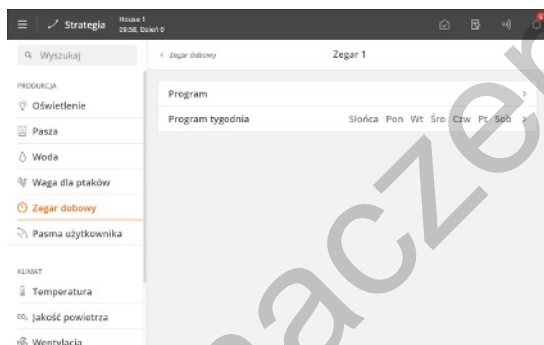 Strategia
House 1
09:58, Dzień 0
Wyszukaj
< Zegar dobowy
Zegar 1
PRODUKCJA
Oświetlenie
Pasza
Woda
Waga dla ptaków
Zegar dobowy
Pasma użytkownika
KLIMAT
Temperatura
CO₂ Jakość powietrza
Wentylacja
Program
Program tygodnia Słońca Pon Wt Śro Czw Pt Sob